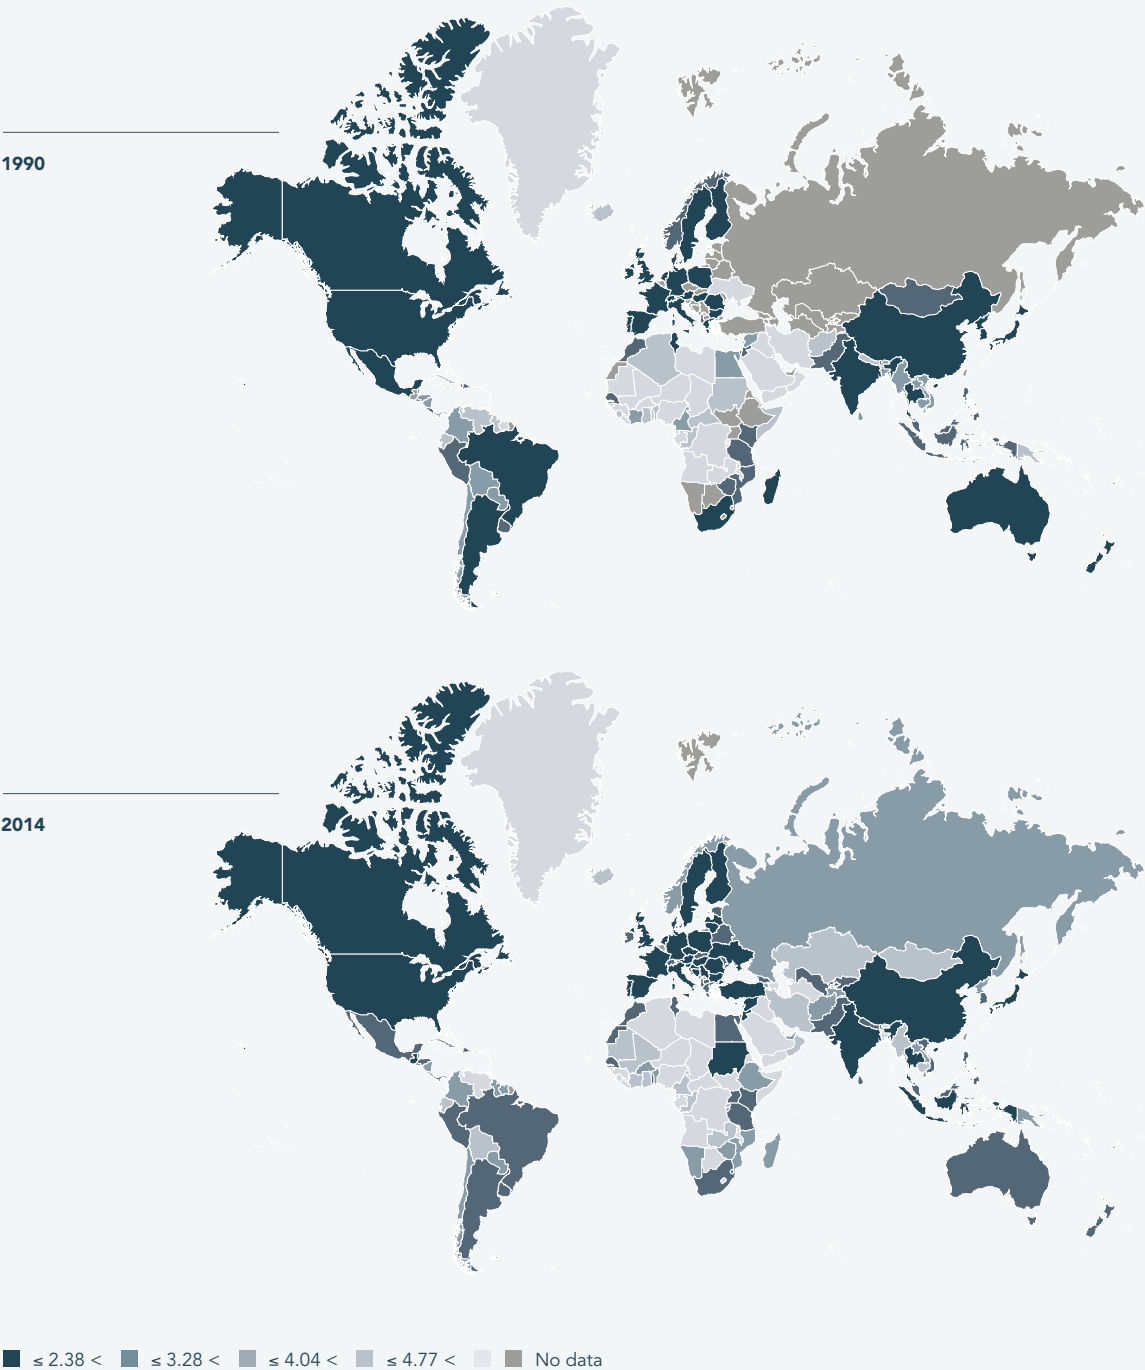 1990
2014
≤ 2.38 < ≤ 3.28 < ≤ 4.04 < ≤ 4.77 < No data